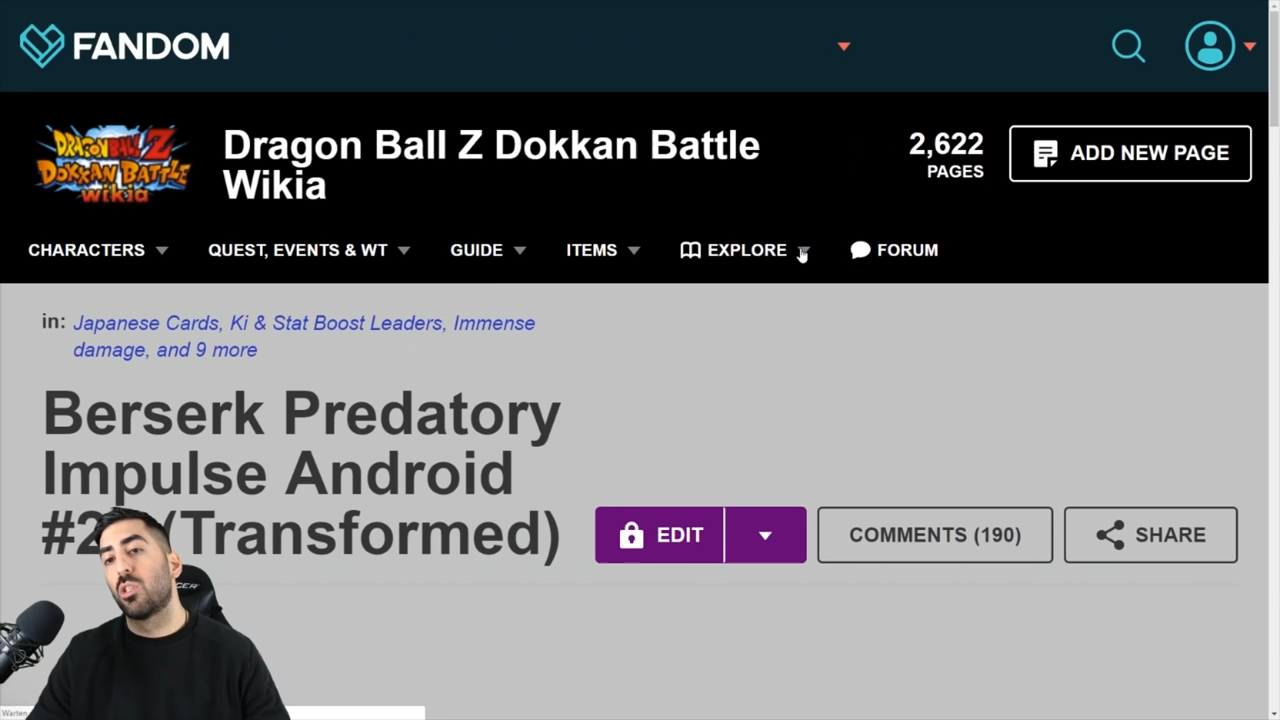 FANDOM
DRAGON BALL Z
DOKKAN BATTLE
wikia
Dragon Ball Z Dokkan Battle
Wikia
2,622
PAGES
ADD NEW PAGE
CHARACTERS
QUEST, EVENTS & WT
GUIDE
ITEMS
EXPLORE
FORUM
in: Japanese Cards, Ki & Stat Boost Leaders, Immense
damage, and 9 more
Berserk Predatory
Impulse Android
#2 (Transformed)
EDIT
COMMENTS (190)
SHARE
Warten